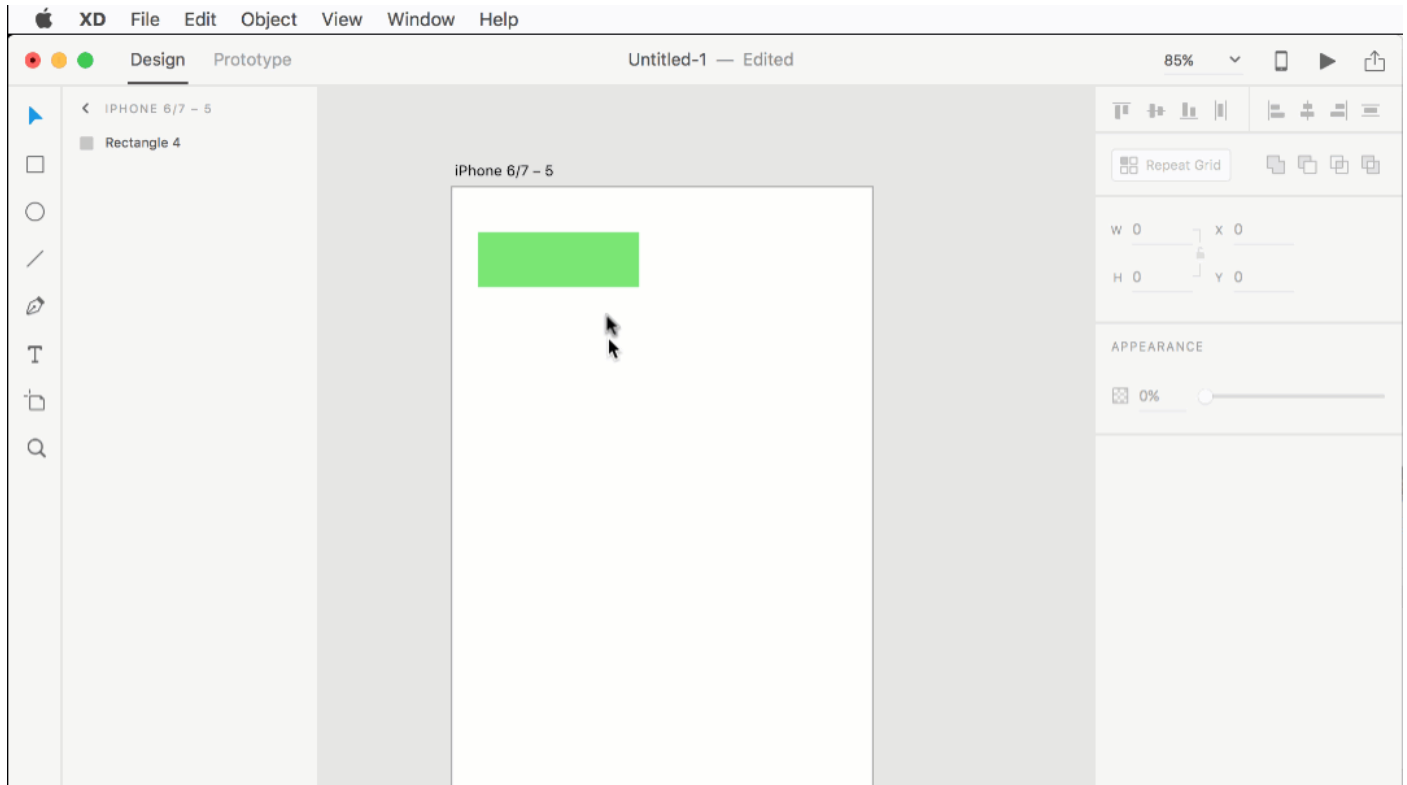 XD File Edit Object View Window Help
Design Prototype Untitled-1 — Edited 85%
IPHONE 6/7 – 5
Rectangle 4
iPhone 6/7 – 5
Repeat Grid
W 0 X 0
H 0 Y 0
APPEARANCE
0%
T